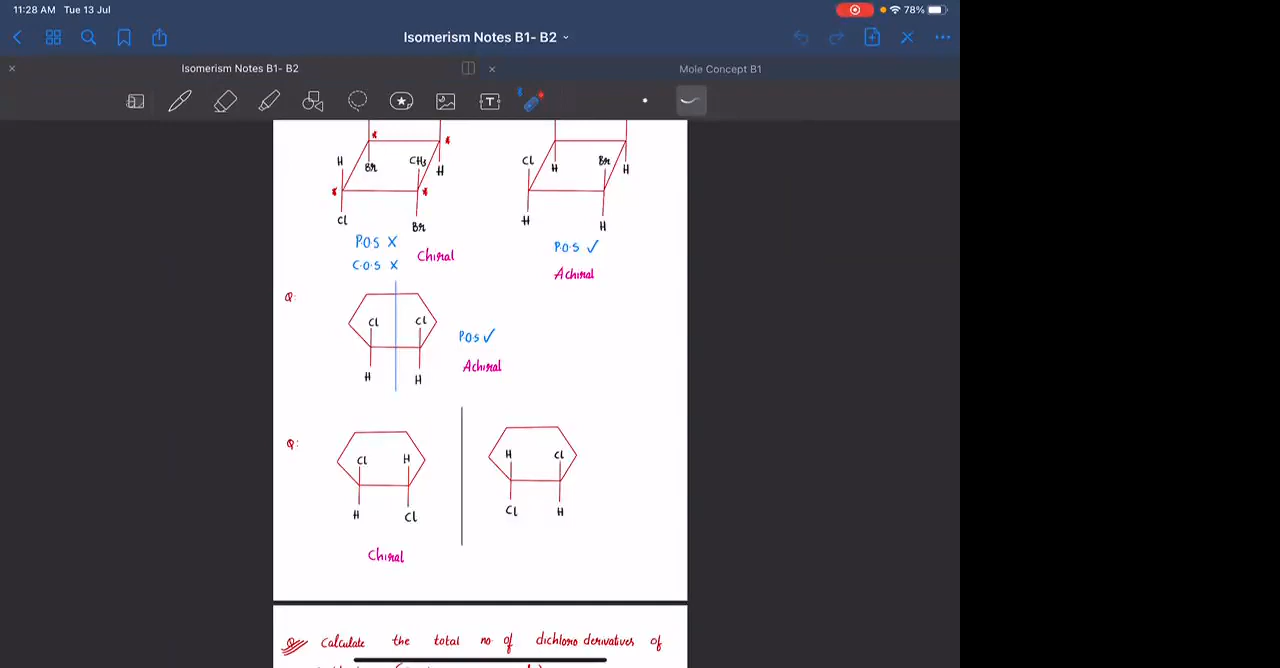 11:28 AM Tue 13 Jul
78%
Isomerism Notes B1- B2
Isomerism Notes B1- B2
Mole Concept B1
* *
H Br CH3 H
* *
Cl Br
Cl H Br H
H H
P.O.S X
C.O.S X
Chiral
P.O.S ✓
Achiral
Q:
Cl Cl
H H
P.O.S ✓
Achiral
Q:
Cl H
H Cl
H Cl
Cl H
Chiral
Q Calculate the total no of dichloro derivatives of